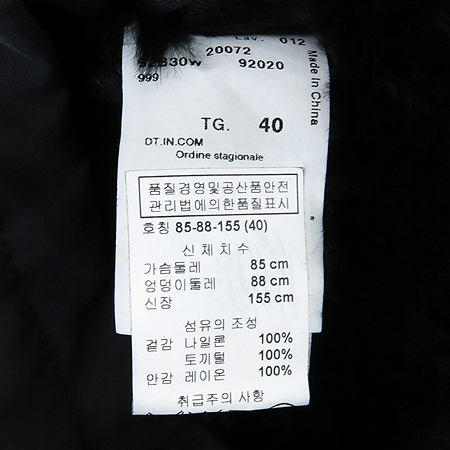 Lav. 012
20072
92830W 92020
999
Made In China
TG. 40
DT.IN.COM
Ordine stagionale
품질경영및공산품안전
관리법에의한품질표시
호칭 85-88-155 (40)
신체치수
가슴둘레 85 cm
엉덩이둘레 88 cm
신장 155 cm
섬유의 조성
겉감 나일론 100%
토끼털 100%
안감 레이온 100%
취급주의 사항